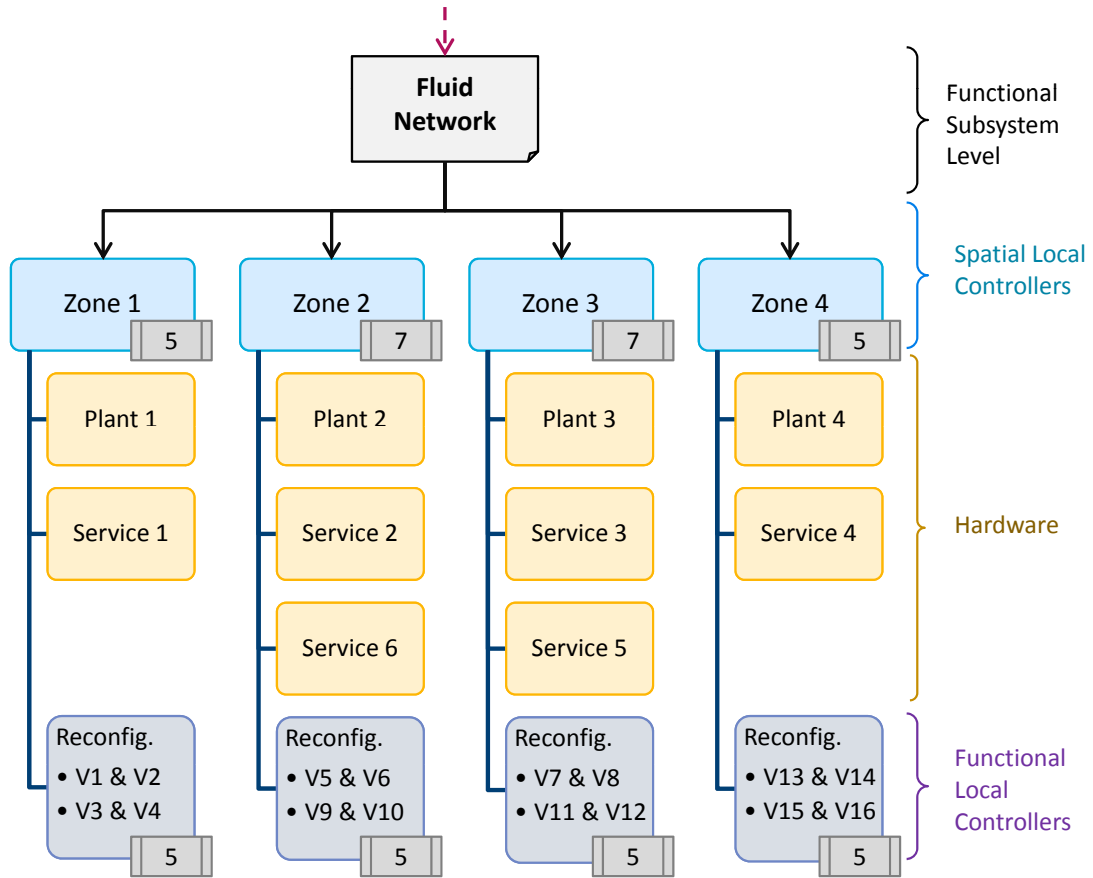 Fluid
Network
Functional
Subsystem
Level
Zone 1
5
Zone 2
7
Zone 3
7
Zone 4
5
Spatial Local
Controllers
Plant 1
Plant 2
Plant 3
Plant 4
Service 1
Service 2
Service 3
Service 4
Hardware
Service 6
Service 5
Reconfig.
• V1 & V2
• V3 & V4
5
Reconfig.
• V5 & V6
• V9 & V10
5
Reconfig.
• V7 & V8
• V11 & V12
5
Reconfig.
• V13 & V14
• V15 & V16
5
Functional
Local
Controllers